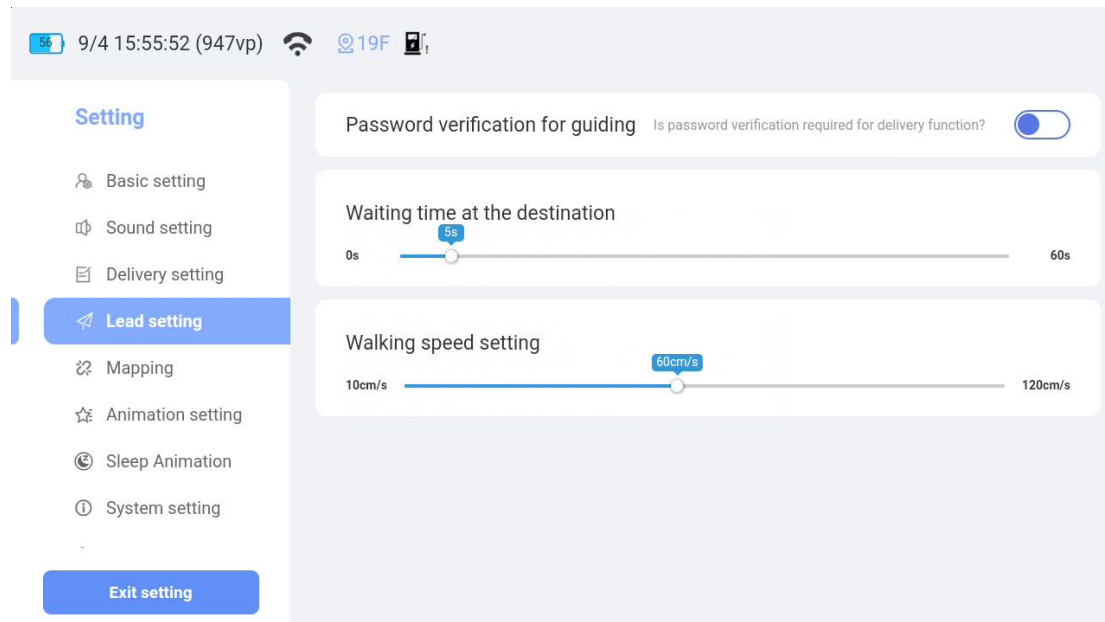 56 9/4 15:55:52 (947vp) 19F
Setting
Basic setting
Sound setting
Delivery setting
Lead setting
Mapping
Animation setting
Sleep Animation
System setting
Exit setting
Password verification for guiding Is password verification required for delivery function?
Waiting time at the destination
5s
0s 60s
Walking speed setting
60cm/s
10cm/s 120cm/s